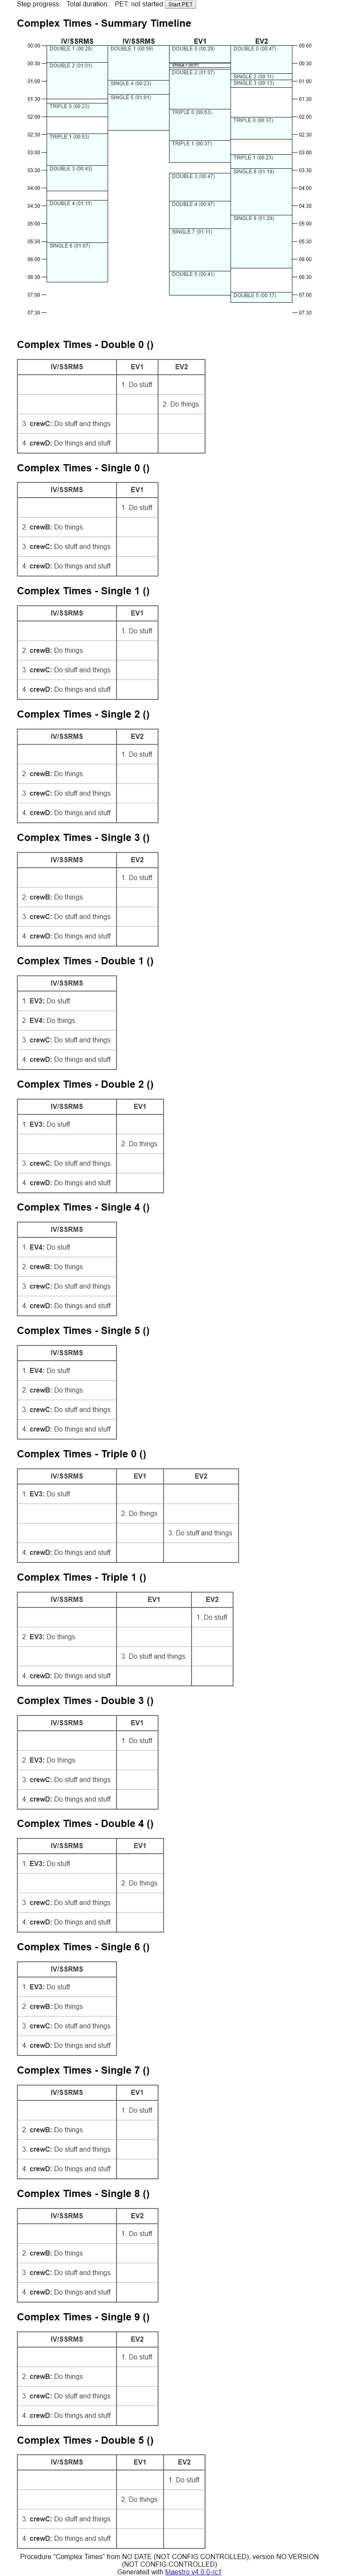 Step progress: Total duration: PET: not started Start PET
Complex Times - Summary Timeline
IV/SSRMS IV/SSRMS EV1 EV2
00:00 DOUBLE 1 (00:29) DOUBLE 1 (00:59) DOUBLE 0 (00:29) DOUBLE 0 (00:47) 00:00
00:30 00:30
DOUBLE 2 (01:01)
DOUBLE 2 (01:07)
SINGLE 2 (00:11)
01:00 SINGLE 4 (00:23) SINGLE 3 (00:13) 01:00
SINGLE 5 (01:01)
01:30 01:30
TRIPLE 0 (00:23)
TRIPLE 0 (00:53)
02:00 02:00
TRIPLE 0 (00:37)
02:30 TRIPLE 1 (00:53) 02:30
TRIPLE 1 (00:37)
03:00 03:00
TRIPLE 1 (00:23)
03:30 DOUBLE 3 (00:43) SINGLE 8 (01:19) 03:30
DOUBLE 3 (00:47)
04:00 04:00
DOUBLE 4 (01:11) DOUBLE 4 (00:47)
04:30 04:30
SINGLE 9 (01:29)
05:00 05:00
SINGLE 7 (01:11)
05:30 SINGLE 6 (01:07) 05:30
06:00 06:00
DOUBLE 5 (00:41)
06:30 06:30
07:00 DOUBLE 5 (00:17) 07:00
07:30 07:30
Complex Times - Double 0 ()
IV/SSRMS EV1 EV2
1. Do stuff
2. Do things
3. crewC: Do stuff and things
4. crewD: Do things and stuff
Complex Times - Single 0 ()
IV/SSRMS EV1
1. Do stuff
2. crewB: Do things
3. crewC: Do stuff and things
4. crewD: Do things and stuff
Complex Times - Single 1 ()
IV/SSRMS EV1
1. Do stuff
2. crewB: Do things
3. crewC: Do stuff and things
4. crewD: Do things and stuff
Complex Times - Single 2 ()
IV/SSRMS EV2
1. Do stuff
2. crewB: Do things
3. crewC: Do stuff and things
4. crewD: Do things and stuff
Complex Times - Single 3 ()
IV/SSRMS EV2
1. Do stuff
2. crewB: Do things
3. crewC: Do stuff and things
4. crewD: Do things and stuff
Complex Times - Double 1 ()
IV/SSRMS
1. EV3: Do stuff
2. EV4: Do things
3. crewC: Do stuff and things
4. crewD: Do things and stuff
Complex Times - Double 2 ()
IV/SSRMS EV1
1. EV3: Do stuff
2. Do things
3. crewC: Do stuff and things
4. crewD: Do things and stuff
Complex Times - Single 4 ()
IV/SSRMS
1. EV4: Do stuff
2. crewB: Do things
3. crewC: Do stuff and things
4. crewD: Do things and stuff
Complex Times - Single 5 ()
IV/SSRMS
1. EV4: Do stuff
2. crewB: Do things
3. crewC: Do stuff and things
4. crewD: Do things and stuff
Complex Times - Triple 0 ()
IV/SSRMS EV1 EV2
1. EV3: Do stuff
2. Do things
3. Do stuff and things
4. crewD: Do things and stuff
Complex Times - Triple 1 ()
IV/SSRMS EV1 EV2
1. Do stuff
2. EV3: Do things
3. Do stuff and things
4. crewD: Do things and stuff
Complex Times - Double 3 ()
IV/SSRMS EV1
1. Do stuff
2. EV3: Do things
3. crewC: Do stuff and things
4. crewD: Do things and stuff
Complex Times - Double 4 ()
IV/SSRMS EV1
1. EV3: Do stuff
2. Do things
3. crewC: Do stuff and things
4. crewD: Do things and stuff
Complex Times - Single 6 ()
IV/SSRMS
1. EV3: Do stuff
2. crewB: Do things
3. crewC: Do stuff and things
4. crewD: Do things and stuff
Complex Times - Single 7 ()
IV/SSRMS EV1
1. Do stuff
2. crewB: Do things
3. crewC: Do stuff and things
4. crewD: Do things and stuff
Complex Times - Single 8 ()
IV/SSRMS EV2
1. Do stuff
2. crewB: Do things
3. crewC: Do stuff and things
4. crewD: Do things and stuff
Complex Times - Single 9 ()
IV/SSRMS EV2
1. Do stuff
2. crewB: Do things
3. crewC: Do stuff and things
4. crewD: Do things and stuff
Complex Times - Double 5 ()
IV/SSRMS EV1 EV2
1. Do stuff
2. Do things
3. crewC: Do stuff and things
4. crewD: Do things and stuff
Procedure "Complex Times" from NO DATE (NOT CONFIG CONTROLLED), version NO VERSION
(NOT CONFIG CONTROLLED)
Generated with Maestro v4.0.0-rc.1